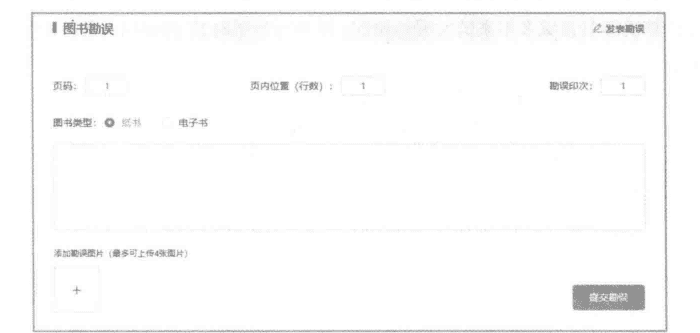 图书勘误
发表勘误
页码： 1
页内位置（行数）： 1
勘误印次： 1
图书类型： 纸书 电子书
添加勘误图片（最多可上传4张图片）
+
提交勘误